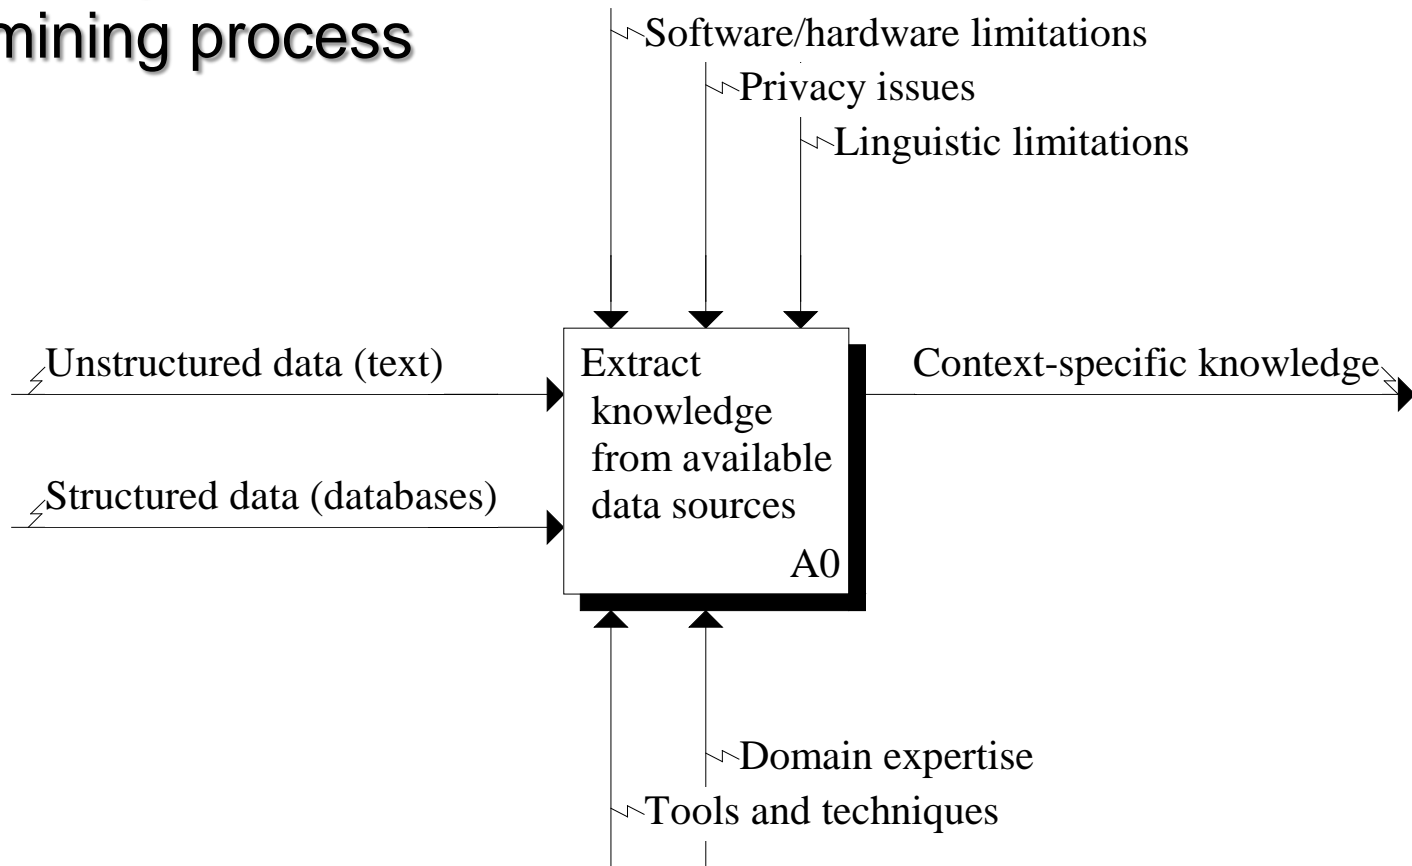 mining process
Software/hardware limitations
Privacy issues
Linguistic limitations
Unstructured data (text)
Structured data (databases)
Extract
knowledge
from available
data sources
A0
Context-specific knowledge
Domain expertise
Tools and techniques